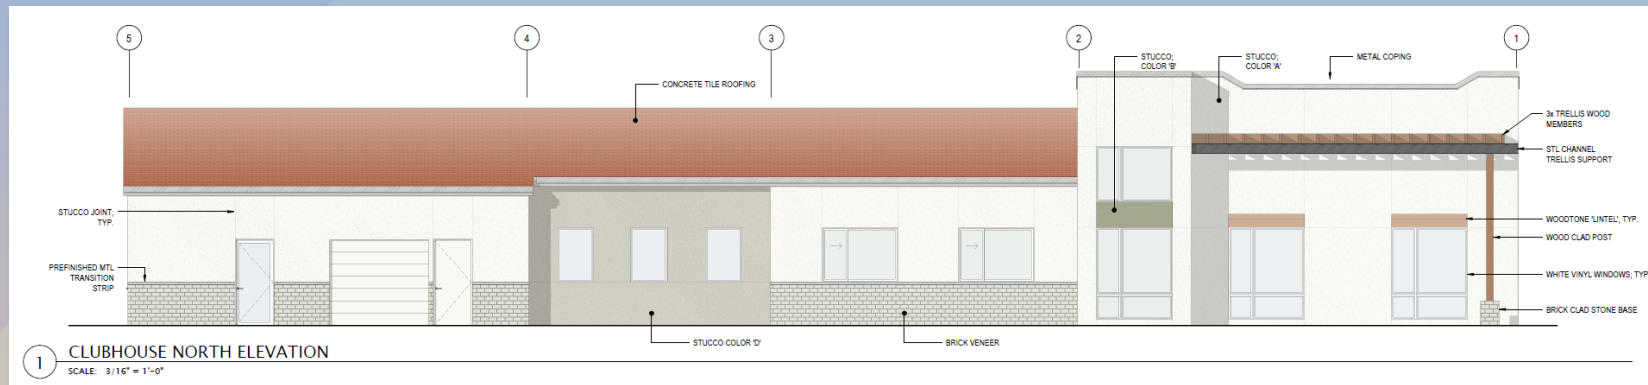 5
4
3
2
1
STUCCO;
COLOR 'B'
STUCCO;
COLOR 'A'
METAL COPING
CONCRETE TILE ROOFING
3x TRELLIS WOOD
MEMBERS
STL CHANNEL
TRELLIS SUPPORT
STUCCO JOINT;
TYP.
WOODTONE 'LINTEL', TYP.
WOOD CLAD POST
PREFINISHED MTL
TRANSITION
STRIP
WHITE VINYL WINDOWS; TYP
BRICK CLAD STONE BASE
STUCCO COLOR 'D'
BRICK VENEER
1
CLUBHOUSE NORTH ELEVATION
SCALE: 3/16" = 1'-0"